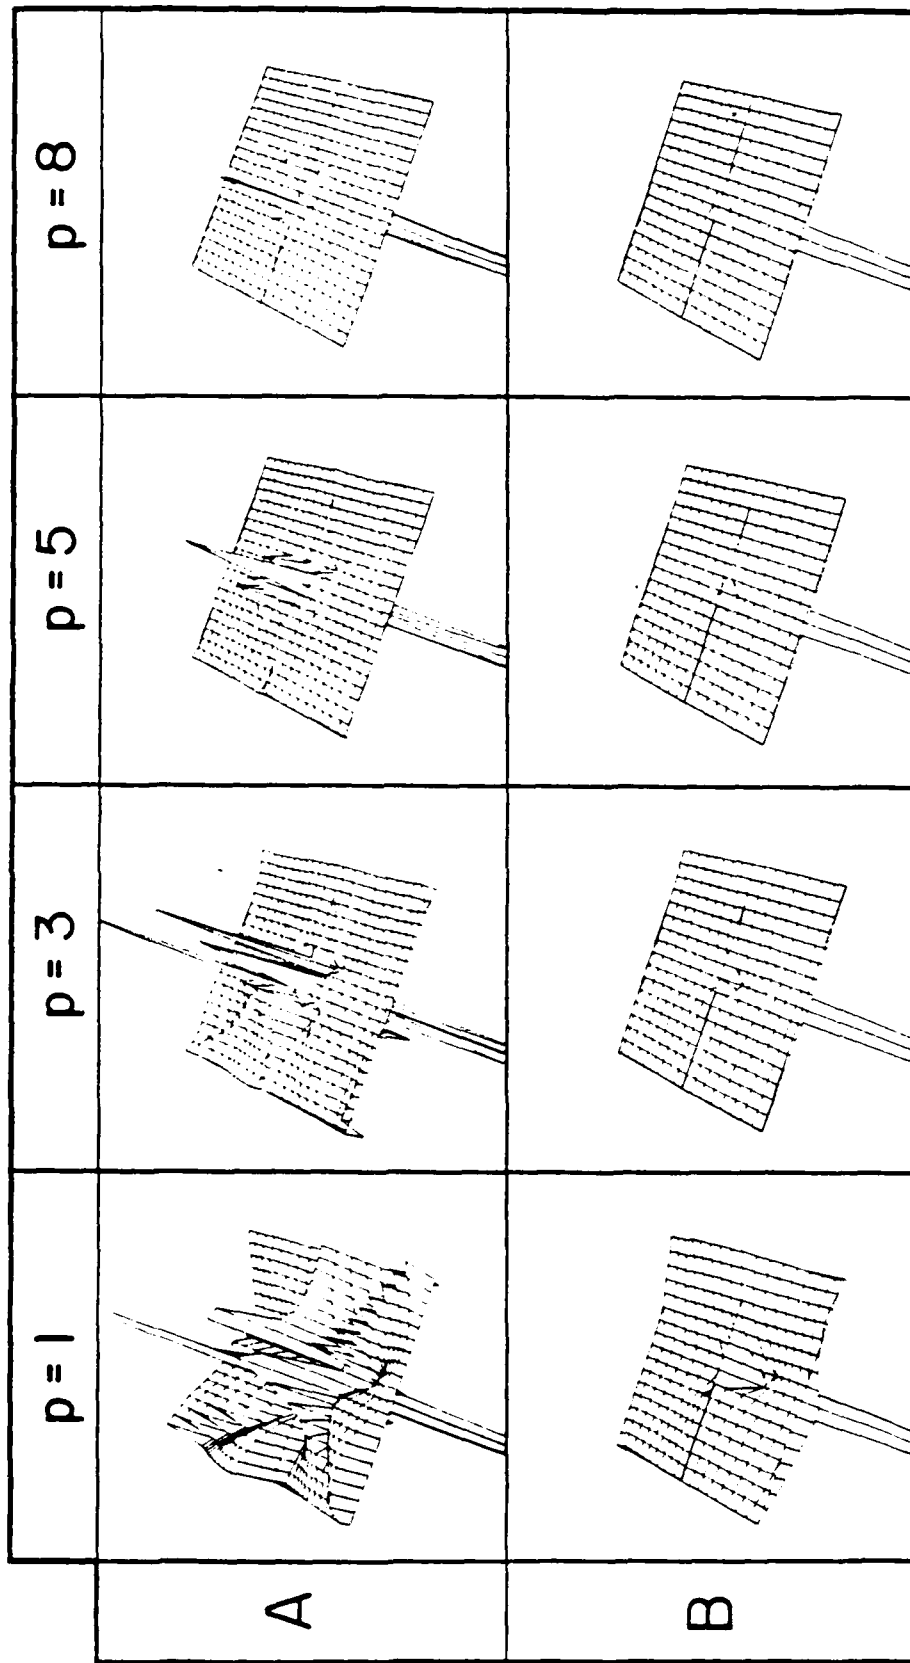 p = 1
p = 3
p = 5
p = 8
A
B